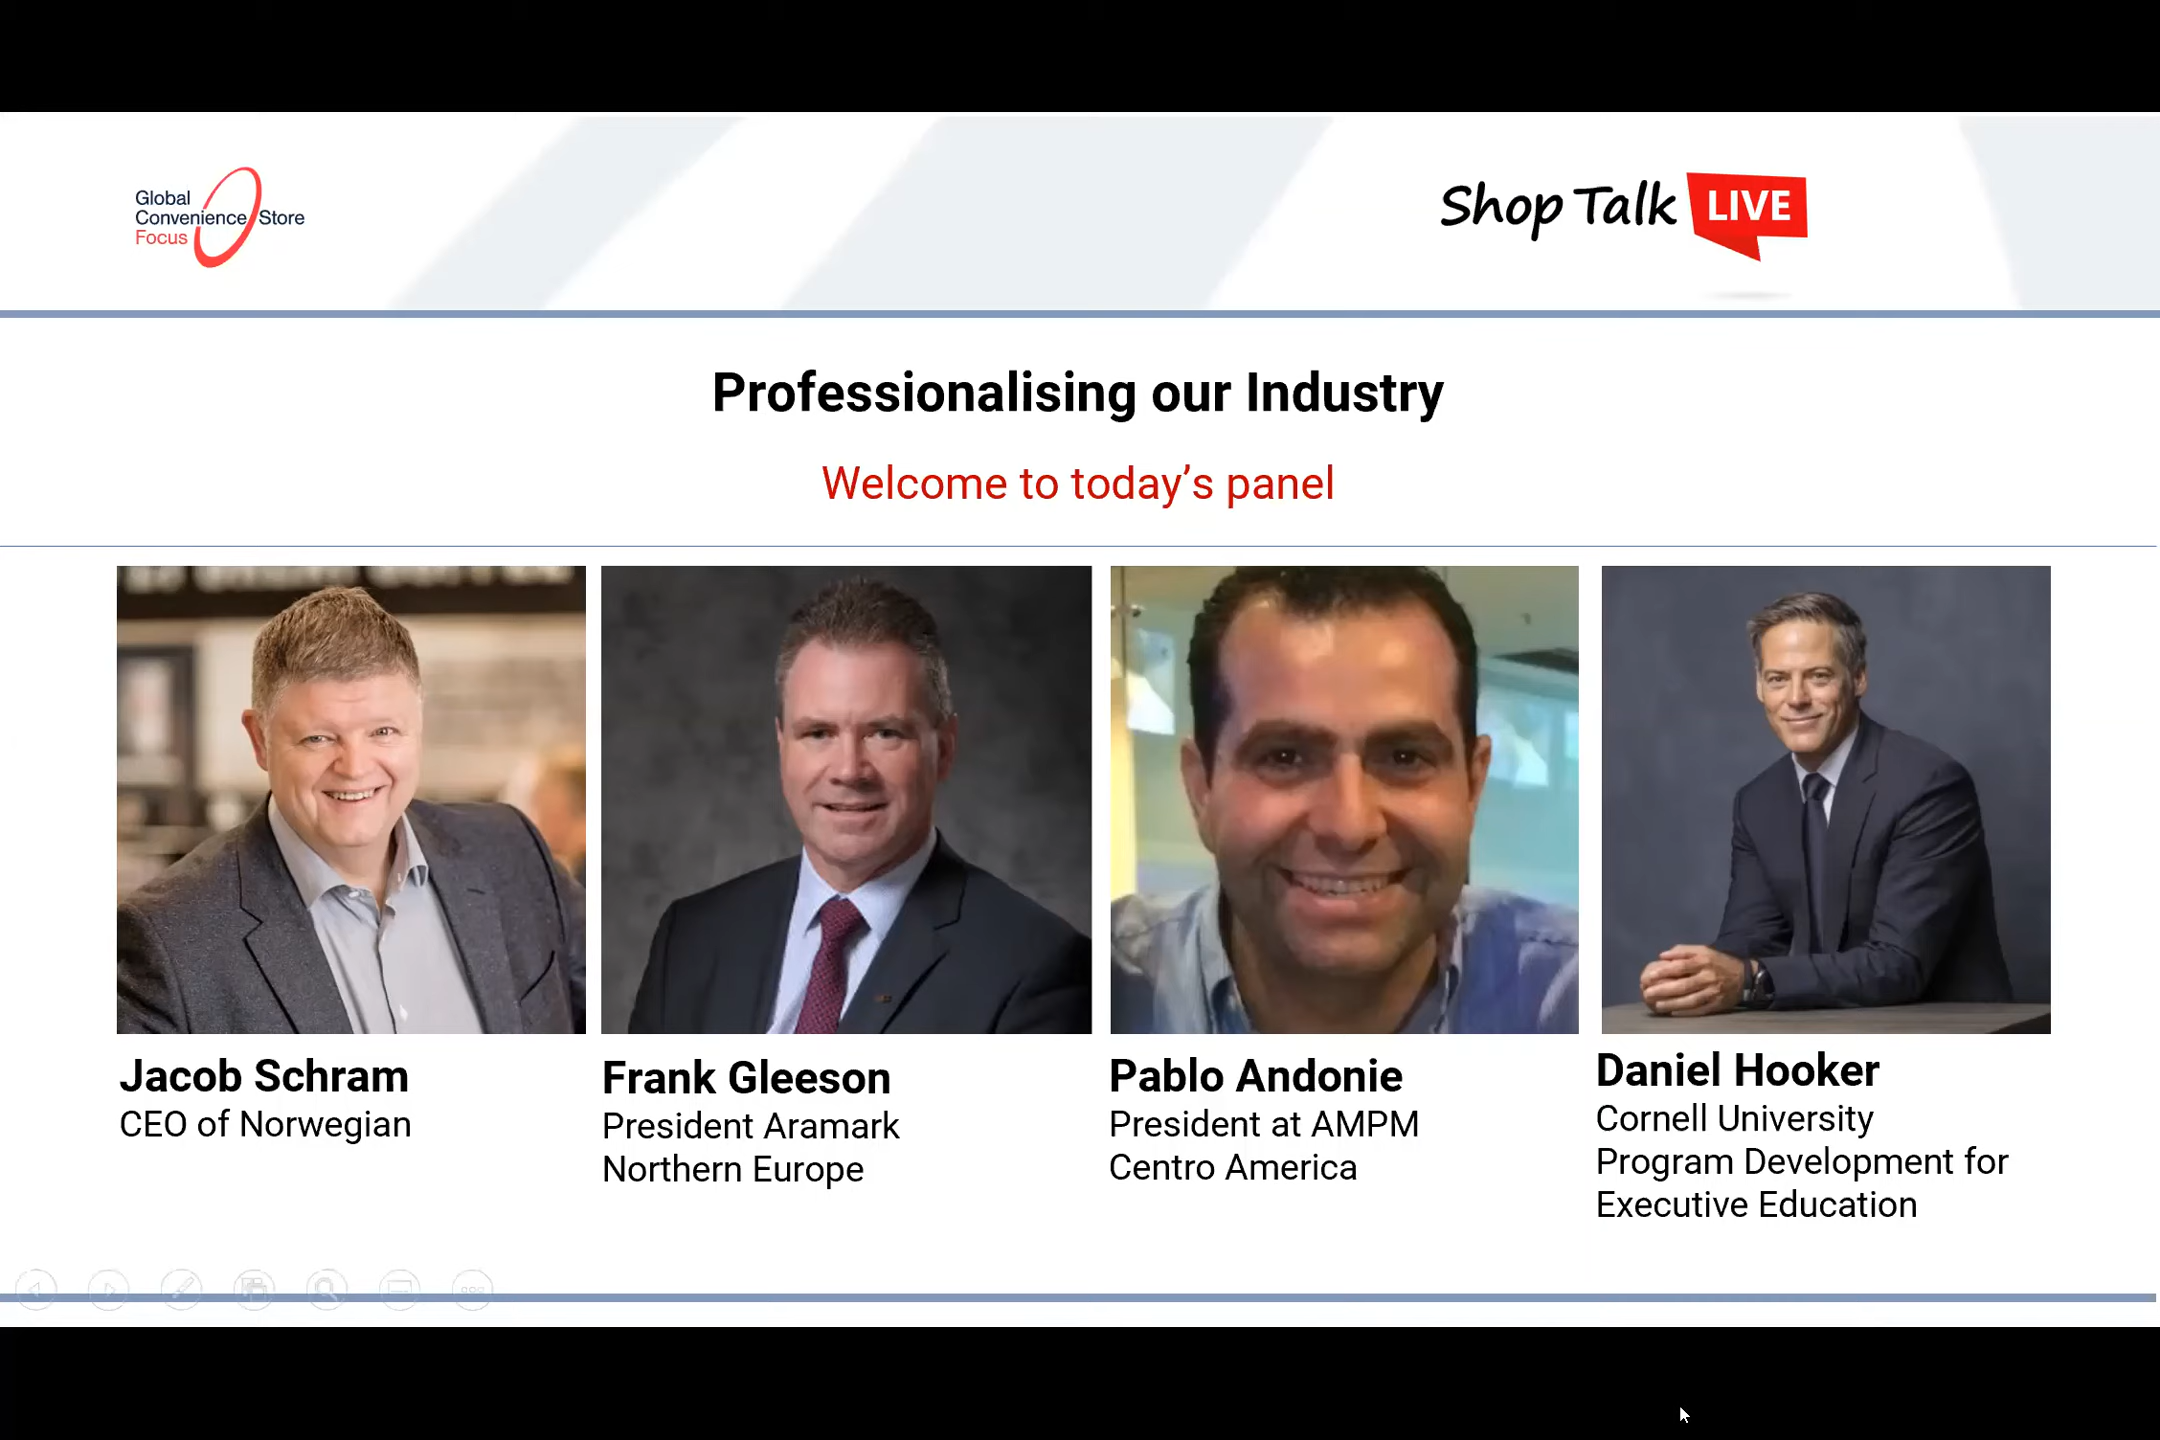 Global
Convenience Store
Focus
Shop Talk LIVE
Professionalising our Industry
Welcome to today’s panel
Jacob Schram
CEO of Norwegian
Frank Gleeson
President Aramark
Northern Europe
Pablo Andonie
President at AMPM
Centro America
Daniel Hooker
Cornell University
Program Development for
Executive Education